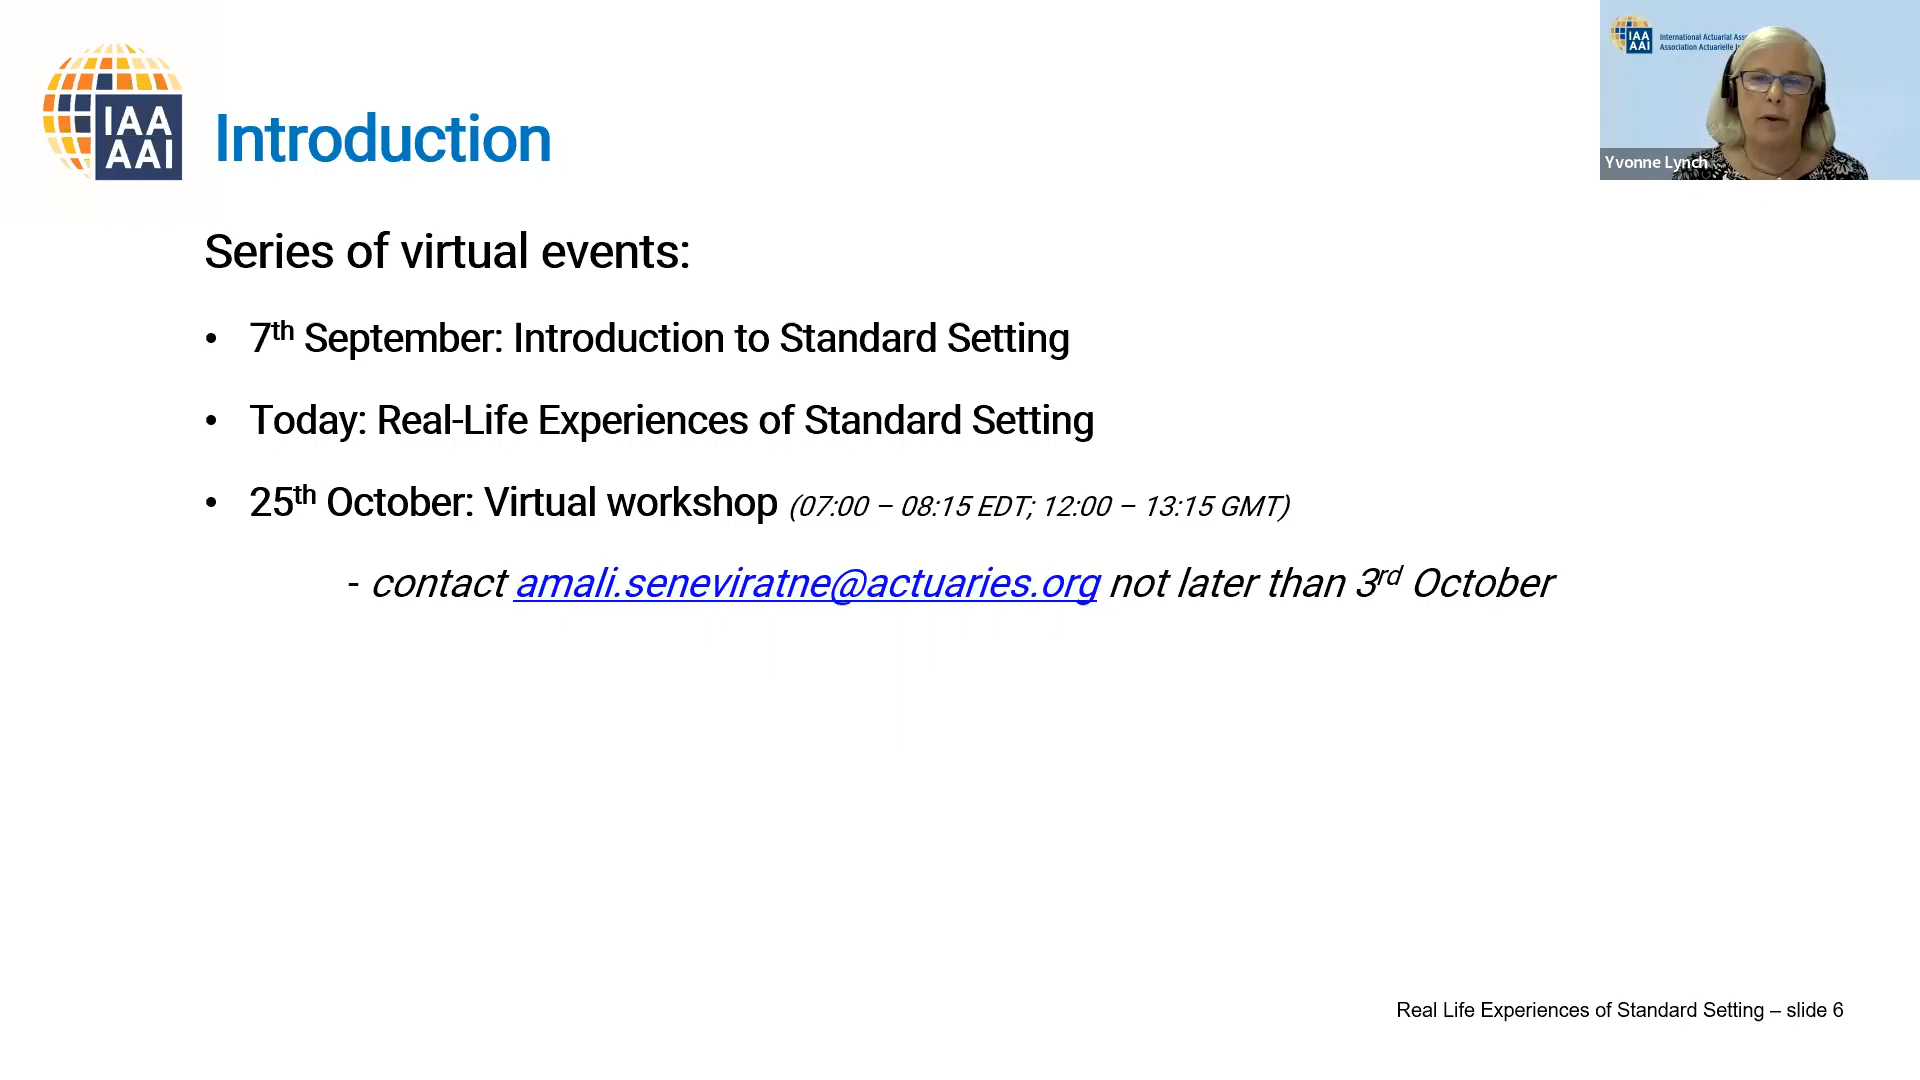 IAA
AAI
Introduction
IAA
AAI
International Actuarial
Association Actuarielle
Yvonne Lynch
Series of virtual events:
• 7th September: Introduction to Standard Setting
• Today: Real-Life Experiences of Standard Setting
• 25th October: Virtual workshop (07:00 – 08:15 EDT; 12:00 – 13:15 GMT)
- contact amali.seneviratne@actuaries.org not later than 3rd October
Real Life Experiences of Standard Setting – slide 6